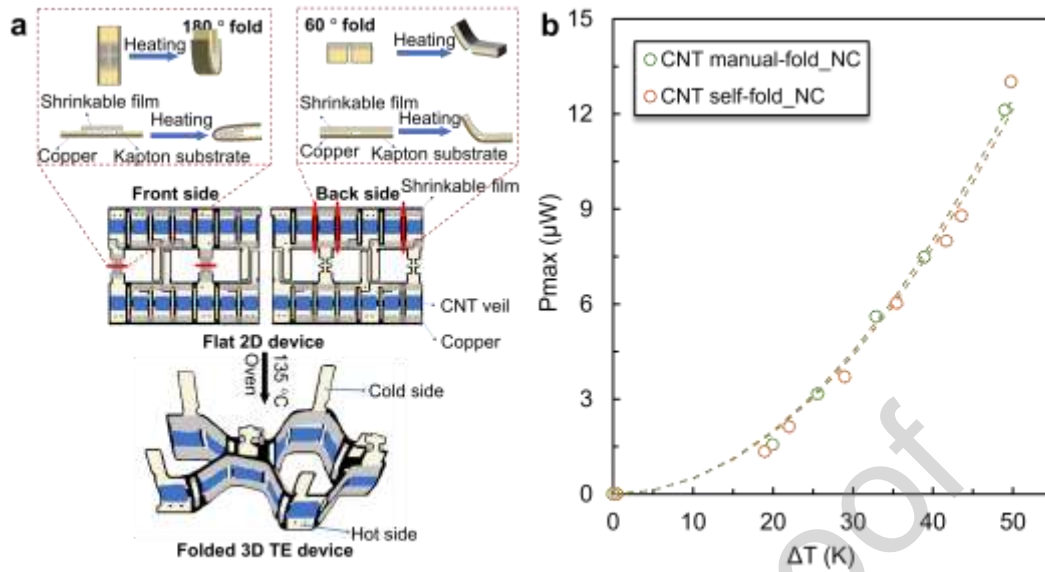 a
180 ° fold
Heating
Shrinkable film
Heating
Copper
Kapton substrate
60 ° fold
Heating
Shrinkable film
Heating
Copper
Kapton substrate
Front side
Back side
Shrinkable film
CNT veil
Copper
Flat 2D device
135 °C
Oven
Cold side
Hot side
Folded 3D TE device
b
CNT manual-fold_NC
CNT self-fold_NC
Pmax (µW)
15
12
9
6
3
0
0 10 20 30 40 50
ΔT (K)
oof